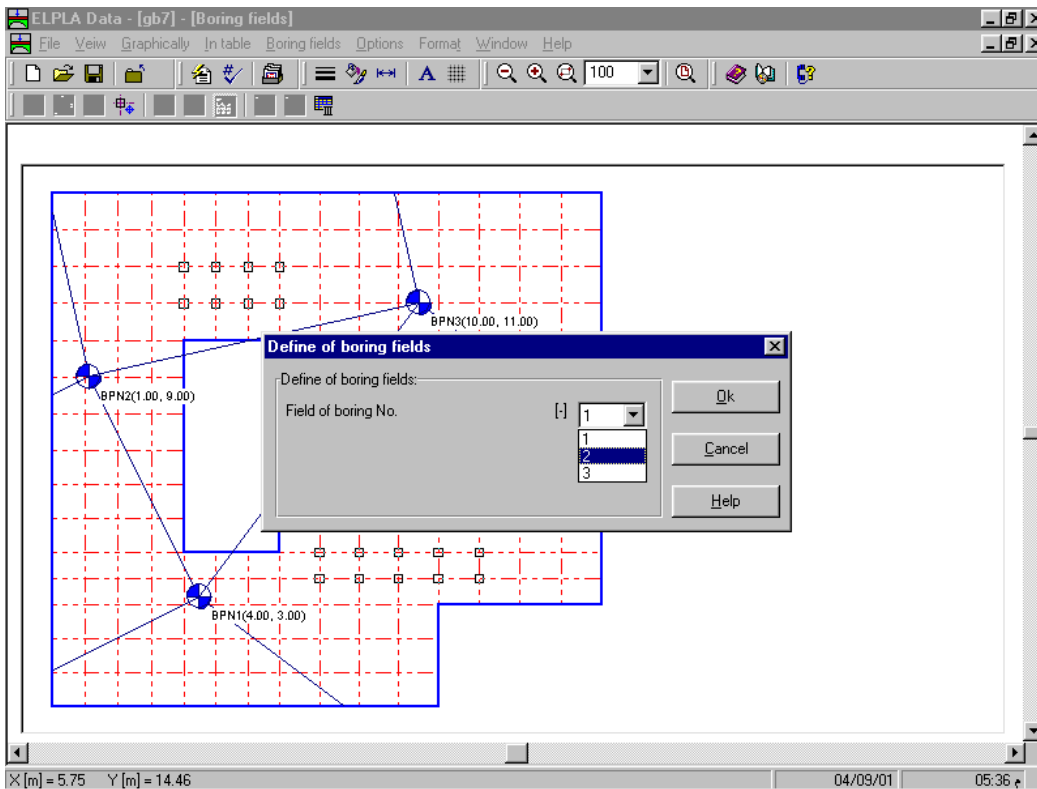 ELPLA Data - [gb7] - [Boring fields]
File Veiw Graphically In table Boring fields Options Format Window Help
100
BPN3(10.00, 11.00)
Define of boring fields
BPN2(1.00, 9.00)
Define of boring fields:
Field of boring No. [-] 1
1
2
3
Ok
Cancel
Help
BPN1(4.00, 3.00)
X [m] = 5.75 Y [m] = 14.46 04/09/01 05:36 م